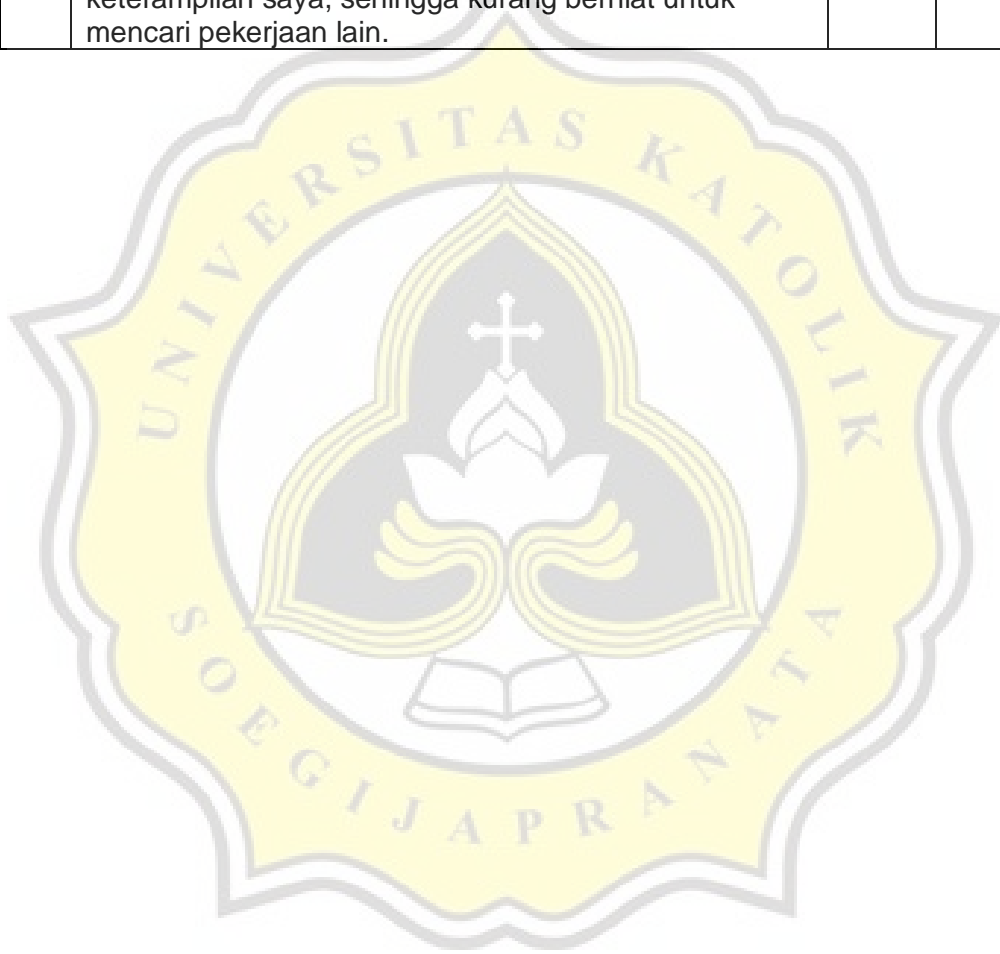 keterampilan saya, sehingga kurang berniat untuk
mencari pekerjaan lain.
UNIVERSITAS KATOLIK
SOEGIJAPRANATA